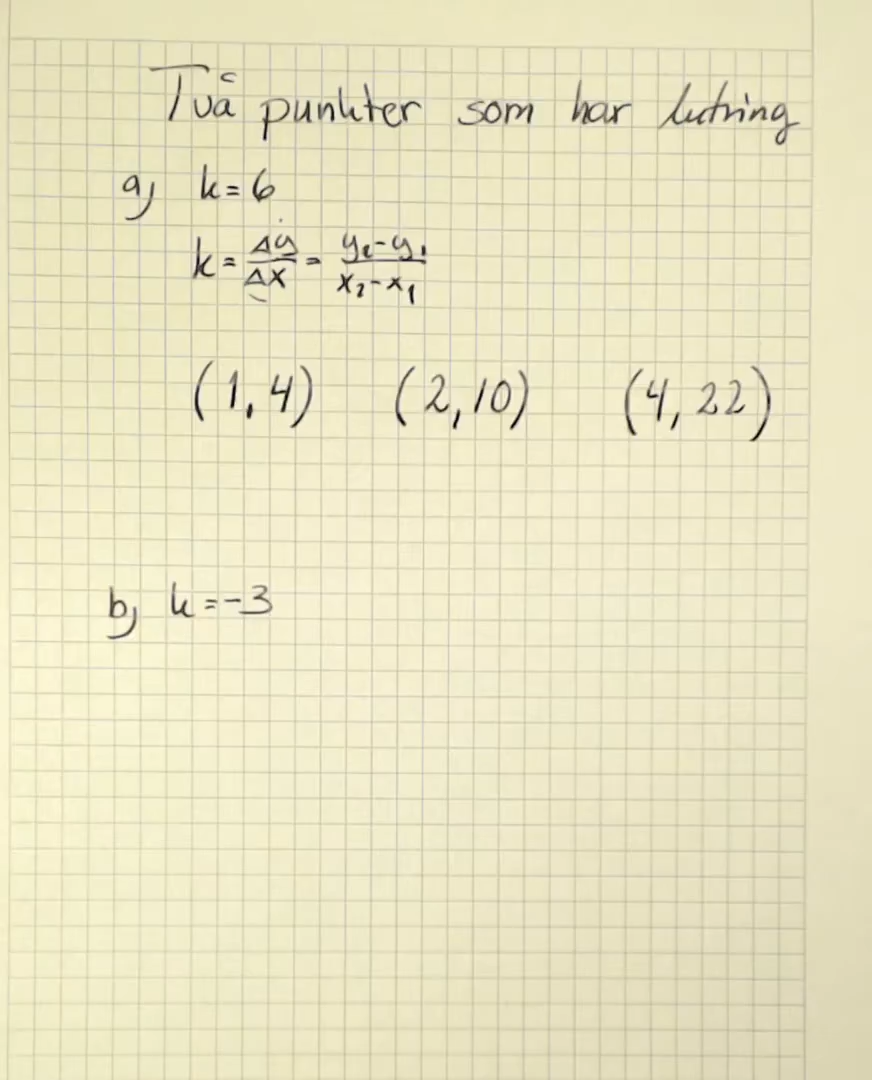 Två punkter som har lutning
a) k=6
k = Δy/Δx = y₂-y₁/x₂-x₁
(1,4) (2,10) (4,22)
b) k=-3